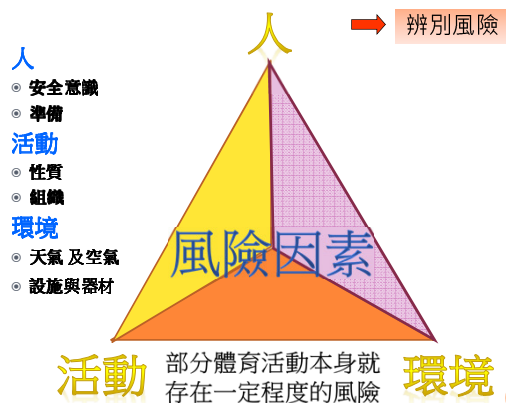 人
辨別風險
人
安全意識
準備
活動
性質
組織
環境
天氣及空氣
設施與器材
風險因素
活動
部分體育活動本身就
存在一定程度的風險
環境